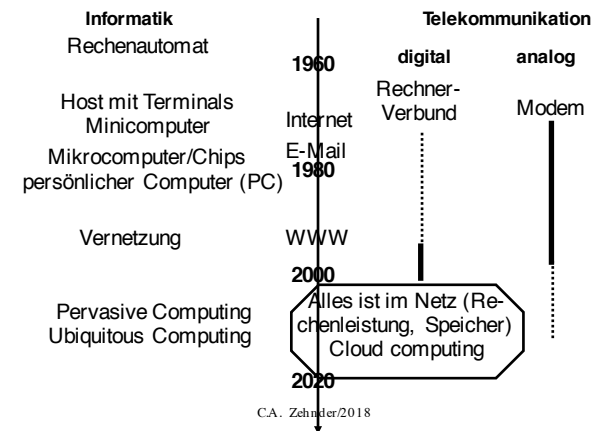 Informatik
Telekommunikation
Rechenautomat
digital
analog
1960
Rechner-
Verbund
Modem
Host mit Terminals
Minicomputer
Internet
E-Mail
Mikrocomputer/Chips
persönlicher Computer (PC)
1980
Vernetzung
WWW
2000
Alles ist im Netz (Re-
chenleistung, Speicher)
Cloud computing
Pervasive Computing
Ubiquitous Computing
2020
C.A. Zehnder/2018